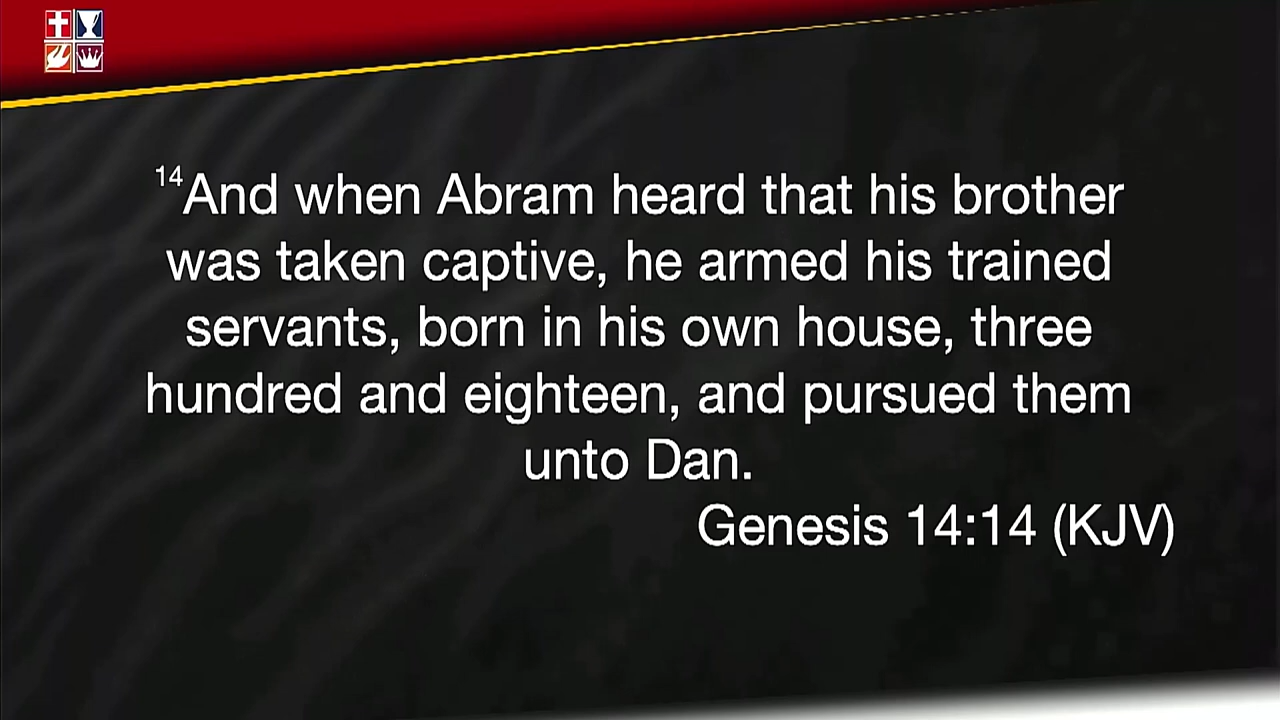 14And when Abram heard that his brother
was taken captive, he armed his trained
servants, born in his own house, three
hundred and eighteen, and pursued them
unto Dan.
Genesis 14:14 (KJV)